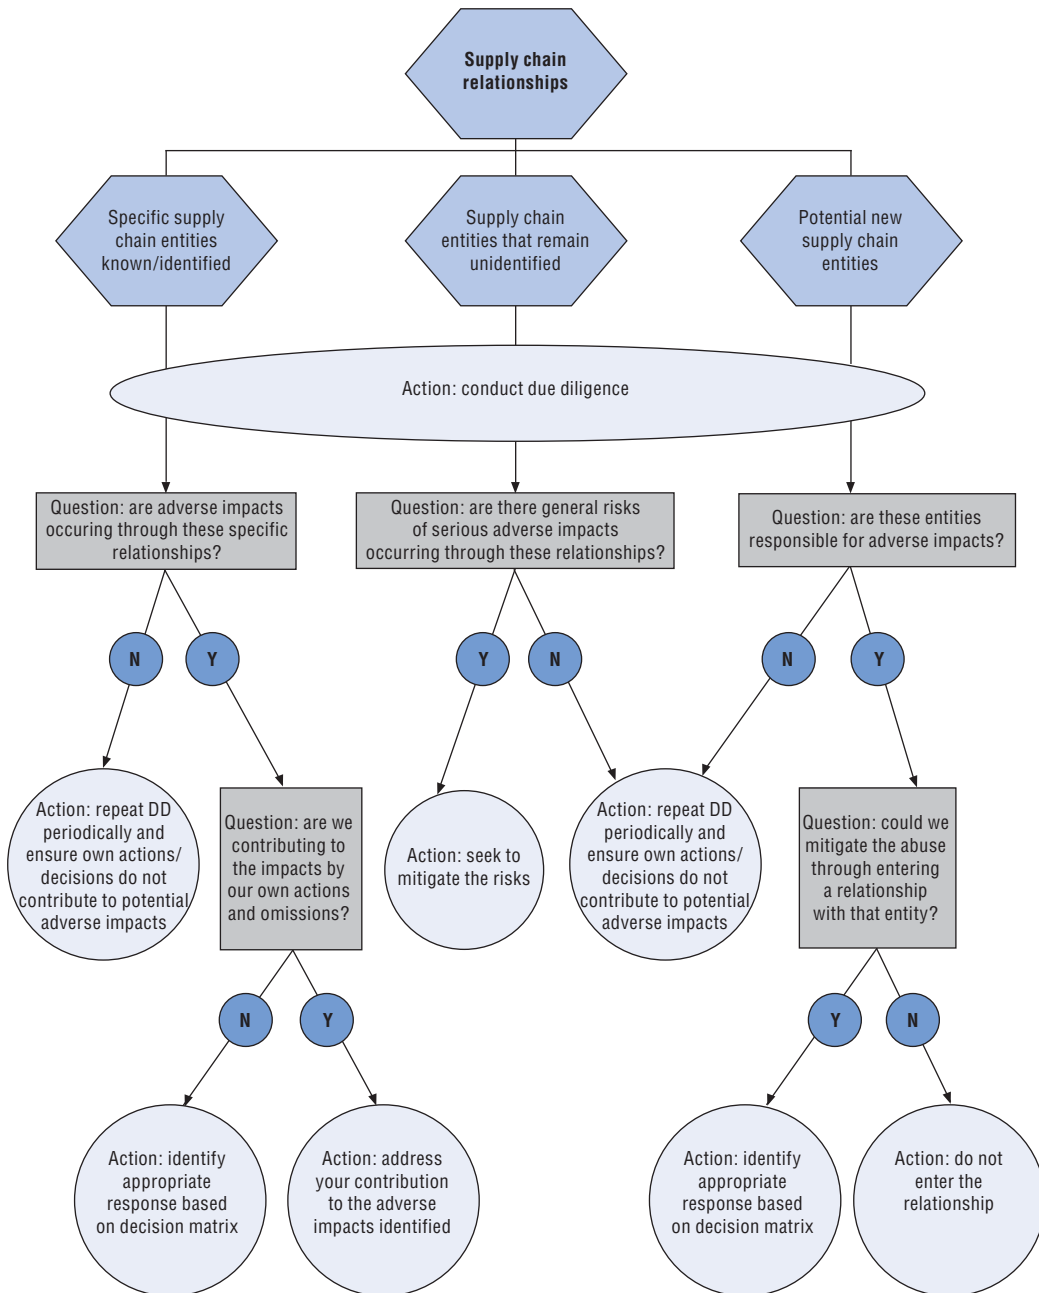 Supply chain
relationships
Specific supply
chain entities
known/identified
Supply chain
entities that remain
unidentified
Potential new
supply chain
entities
Action: conduct due diligence
Question: are adverse impacts
occuring through these specific
relationships?
Question: are there general risks
of serious adverse impacts
occurring through these relationships?
Question: are these entities
responsible for adverse impacts?
N
Y
Y
N
N
Y
Action: repeat DD
periodically and
ensure own actions/
decisions do not
contribute to potential
adverse impacts
Question: are we
contributing to
the impacts by
our own actions
and omissions?
Action: seek to
mitigate the risks
Action: repeat DD
periodically and
ensure own actions/
decisions do not
contribute to potential
adverse impacts
Question: could we
mitigate the abuse
through entering
a relationship
with that entity?
N
Y
Y
N
Action: identify
appropriate
response based
on decision matrix
Action: address
your contribution
to the adverse
impacts identified
Action: identify
appropriate
response based
on decision matrix
Action: do not
enter the
relationship